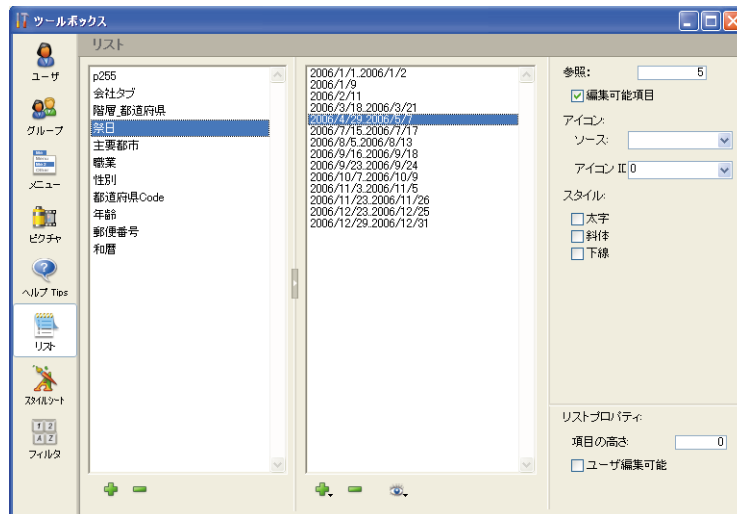 ツールボックス
リスト
ユーザ
グループ
メニュー
ピクチャ
ヘルプ Tips
リスト
スタイルシート
フィルタ
p255
会社タブ
階層_都道府県
祭日
主要都市
職業
性別
都道府県Code
年齢
郵便番号
和暦
2006/1/1..2006/1/2
2006/1/9
2006/2/11
2006/3/18..2006/3/21
2006/4/29..2006/5/7
2006/7/15..2006/7/17
2006/8/5..2006/8/13
2006/9/16..2006/9/18
2006/9/23..2006/9/24
2006/10/7..2006/10/9
2006/11/3..2006/11/5
2006/11/23..2006/11/26
2006/12/23..2006/12/25
2006/12/29..2006/12/31
参照: 5
編集可能項目
アイコン:
ソース:
アイコン ID 0
スタイル:
太字
斜体
下線
リストプロパティ:
項目の高さ: 0
ユーザ編集可能